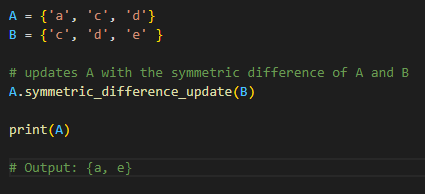 A = {'a', 'c', 'd'}
B = {'c', 'd', 'e' }
# updates A with the symmetric difference of A and B
A.symmetric_difference_update(B)
print(A)
# Output: {a, e}